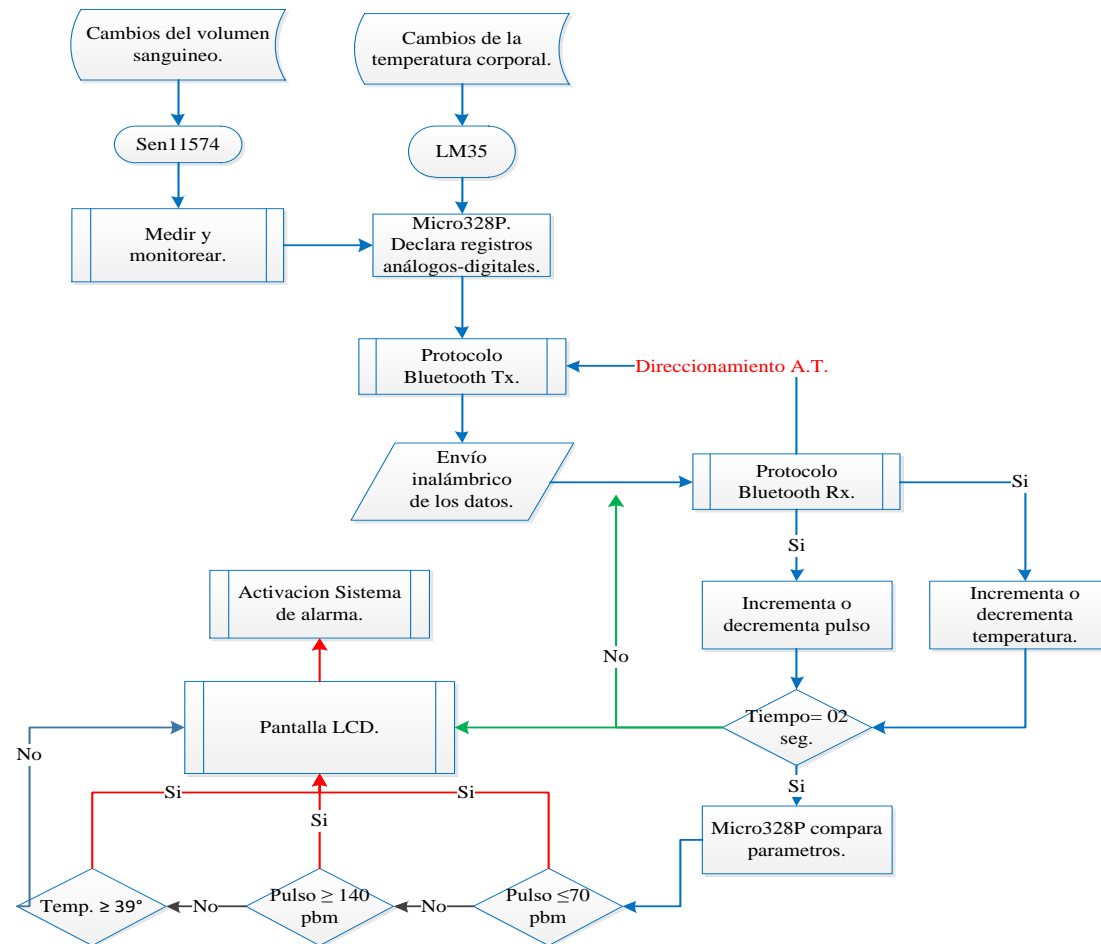 Cambios del volumen
sanguineo.
Cambios de la
temperatura corporal.
Sen11574
LM35
Medir y
monitorear.
Micro328P.
Declara registros
análogos-digitales.
Protocolo
Bluetooth Tx.
Direccionamiento A.T.
Envío
inalámbrico
de los datos.
Protocolo
Bluetooth Rx.
Si
Si
Activacion Sistema
de alarma.
Incrementa o
decrementa pulso
Incrementa o
decrementa
temperatura.
No
Pantalla LCD.
Tiempo= 02
seg.
No
Si
Si
Si
Si
Micro328P compara
parametros.
Temp. ≥ 39°
No
Pulso ≥ 140
pbm
No
Pulso ≤70
pbm